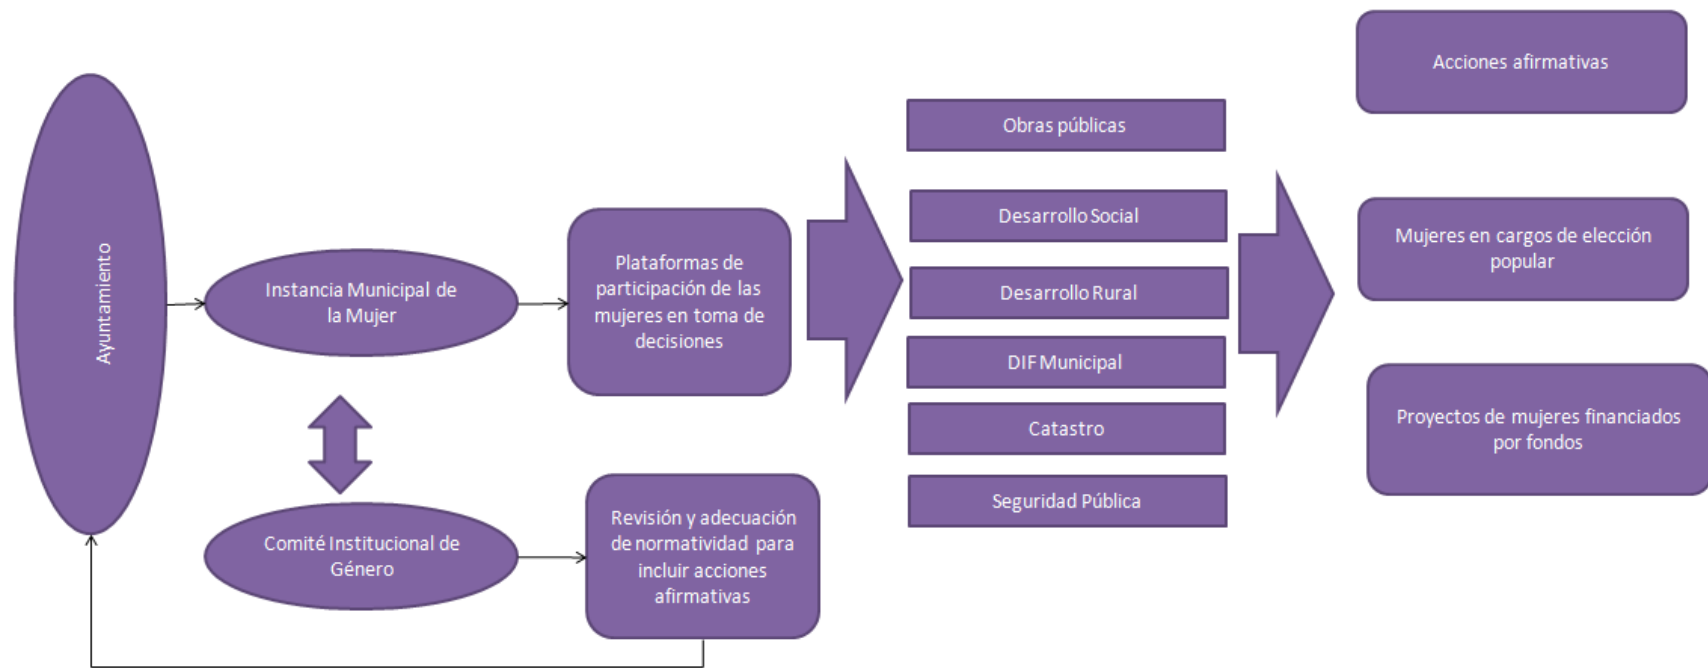 Ayuntamiento
Instancia Municipal de
la Mujer
Comité Institucional de
Género
Plataformas de
participación de las
mujeres en toma de
decisiones
Revisión y adecuación
de normatividad para
incluir acciones
afirmativas
Obras públicas
Desarrollo Social
Desarrollo Rural
DIF Municipal
Catastro
Seguridad Pública
Acciones afirmativas
Mujeres en cargos de elección
popular
Proyectos de mujeres financiados
por fondos